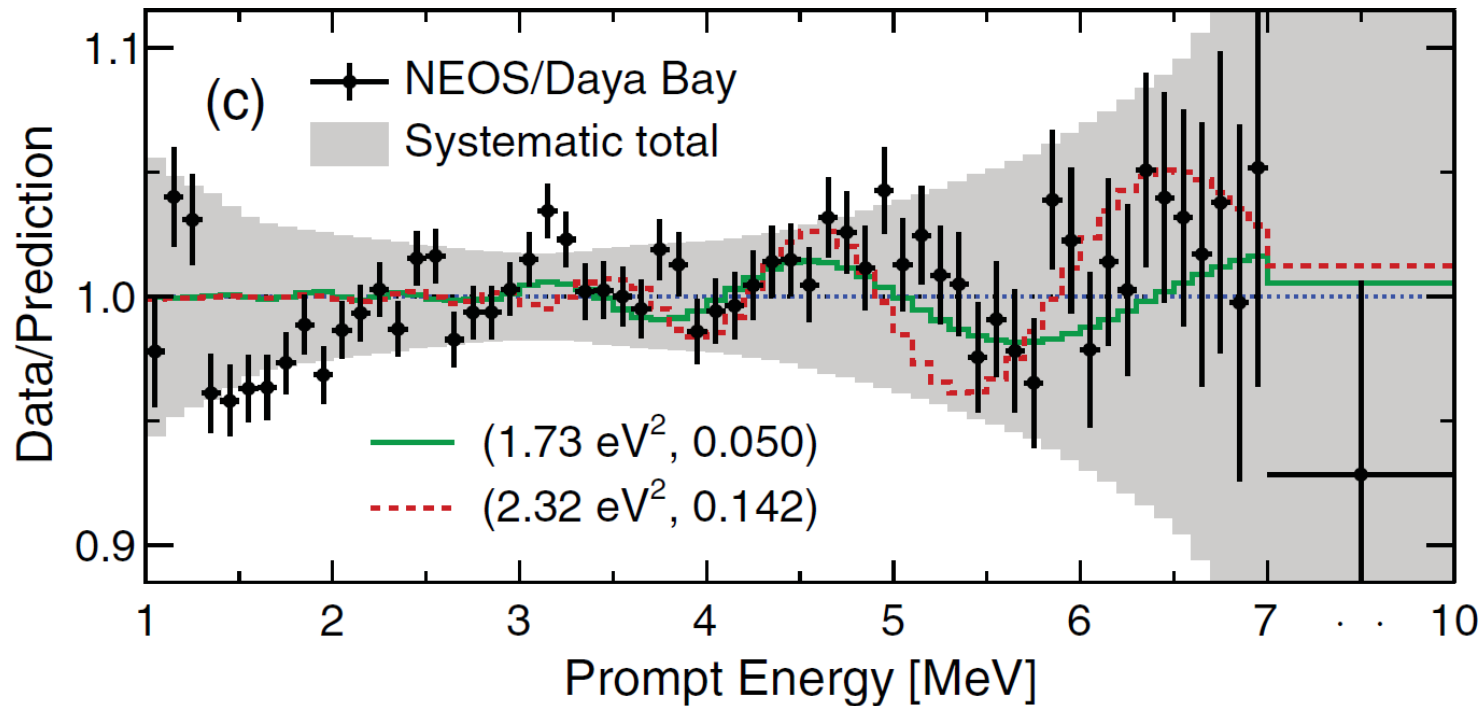 1.1
(c)
NEOS/Daya Bay
Systematic total
Data/Prediction
1.0
(1.73 eV², 0.050)
(2.32 eV², 0.142)
0.9
1 2 3 4 5 6 7 · · 10
Prompt Energy [MeV]